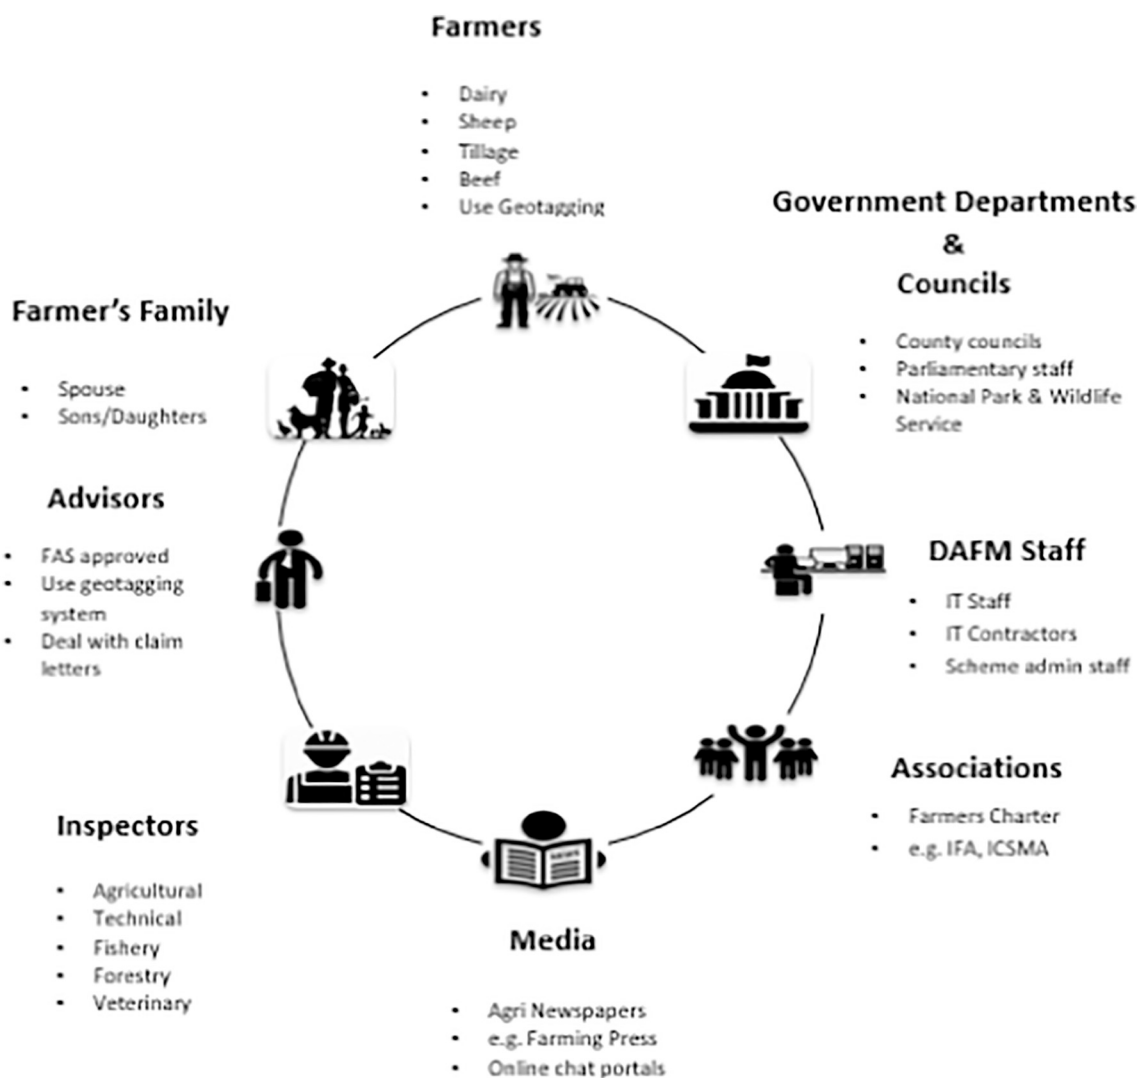 Farmers
• Dairy
• Sheep
• Tillage
• Beef
• Use Geotagging
Government Departments
&
Councils
• County councils
• Parliamentary staff
• National Park & Wildlife
Service
DAFM Staff
• IT Staff
• IT Contractors
• Scheme admin staff
Associations
• Farmers Charter
• e.g. IFA, ICSMA
Media
• Agri Newspapers
• e.g. Farming Press
• Online chat portals
Inspectors
• Agricultural
• Technical
• Fishery
• Forestry
• Veterinary
Advisors
• FAS approved
• Use geotagging
system
• Deal with claim
letters
Farmer's Family
• Spouse
• Sons/Daughters
NEWS